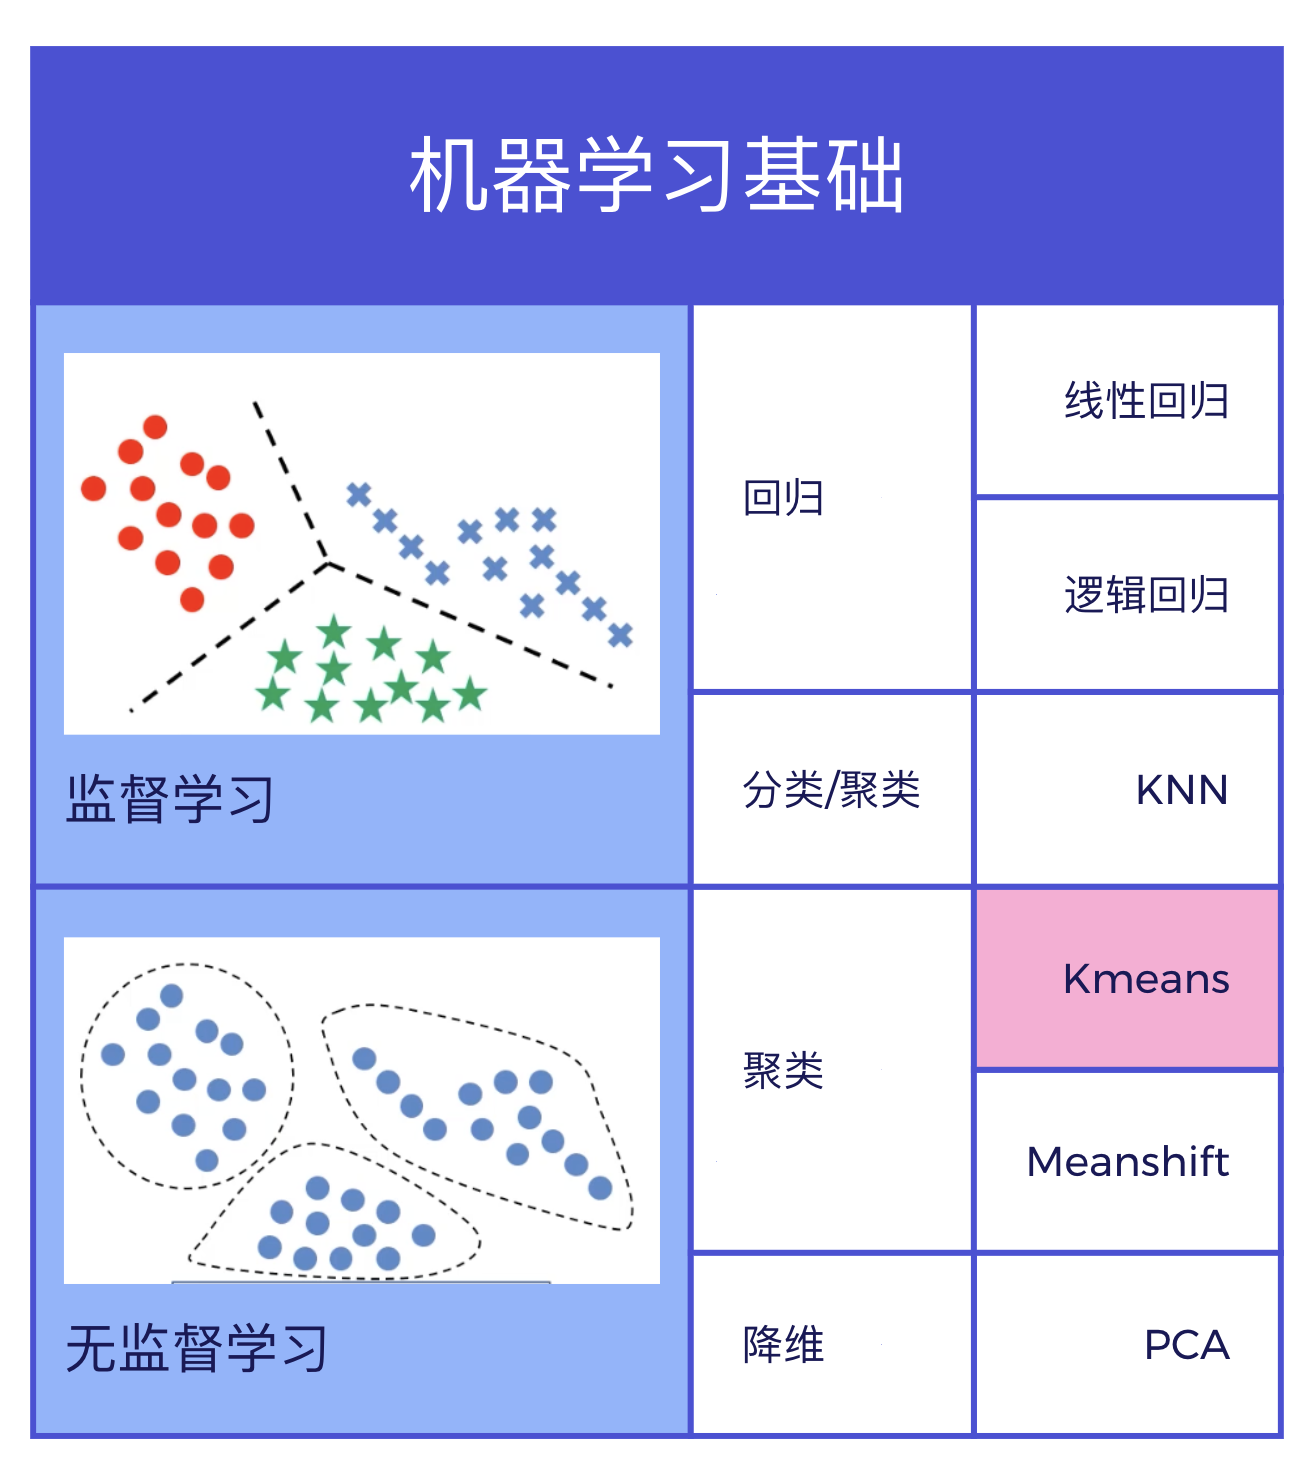 机器学习基础
监督学习
回归
线性回归
逻辑回归
分类/聚类
KNN
无监督学习
聚类
Kmeans
Meanshift
降维
PCA